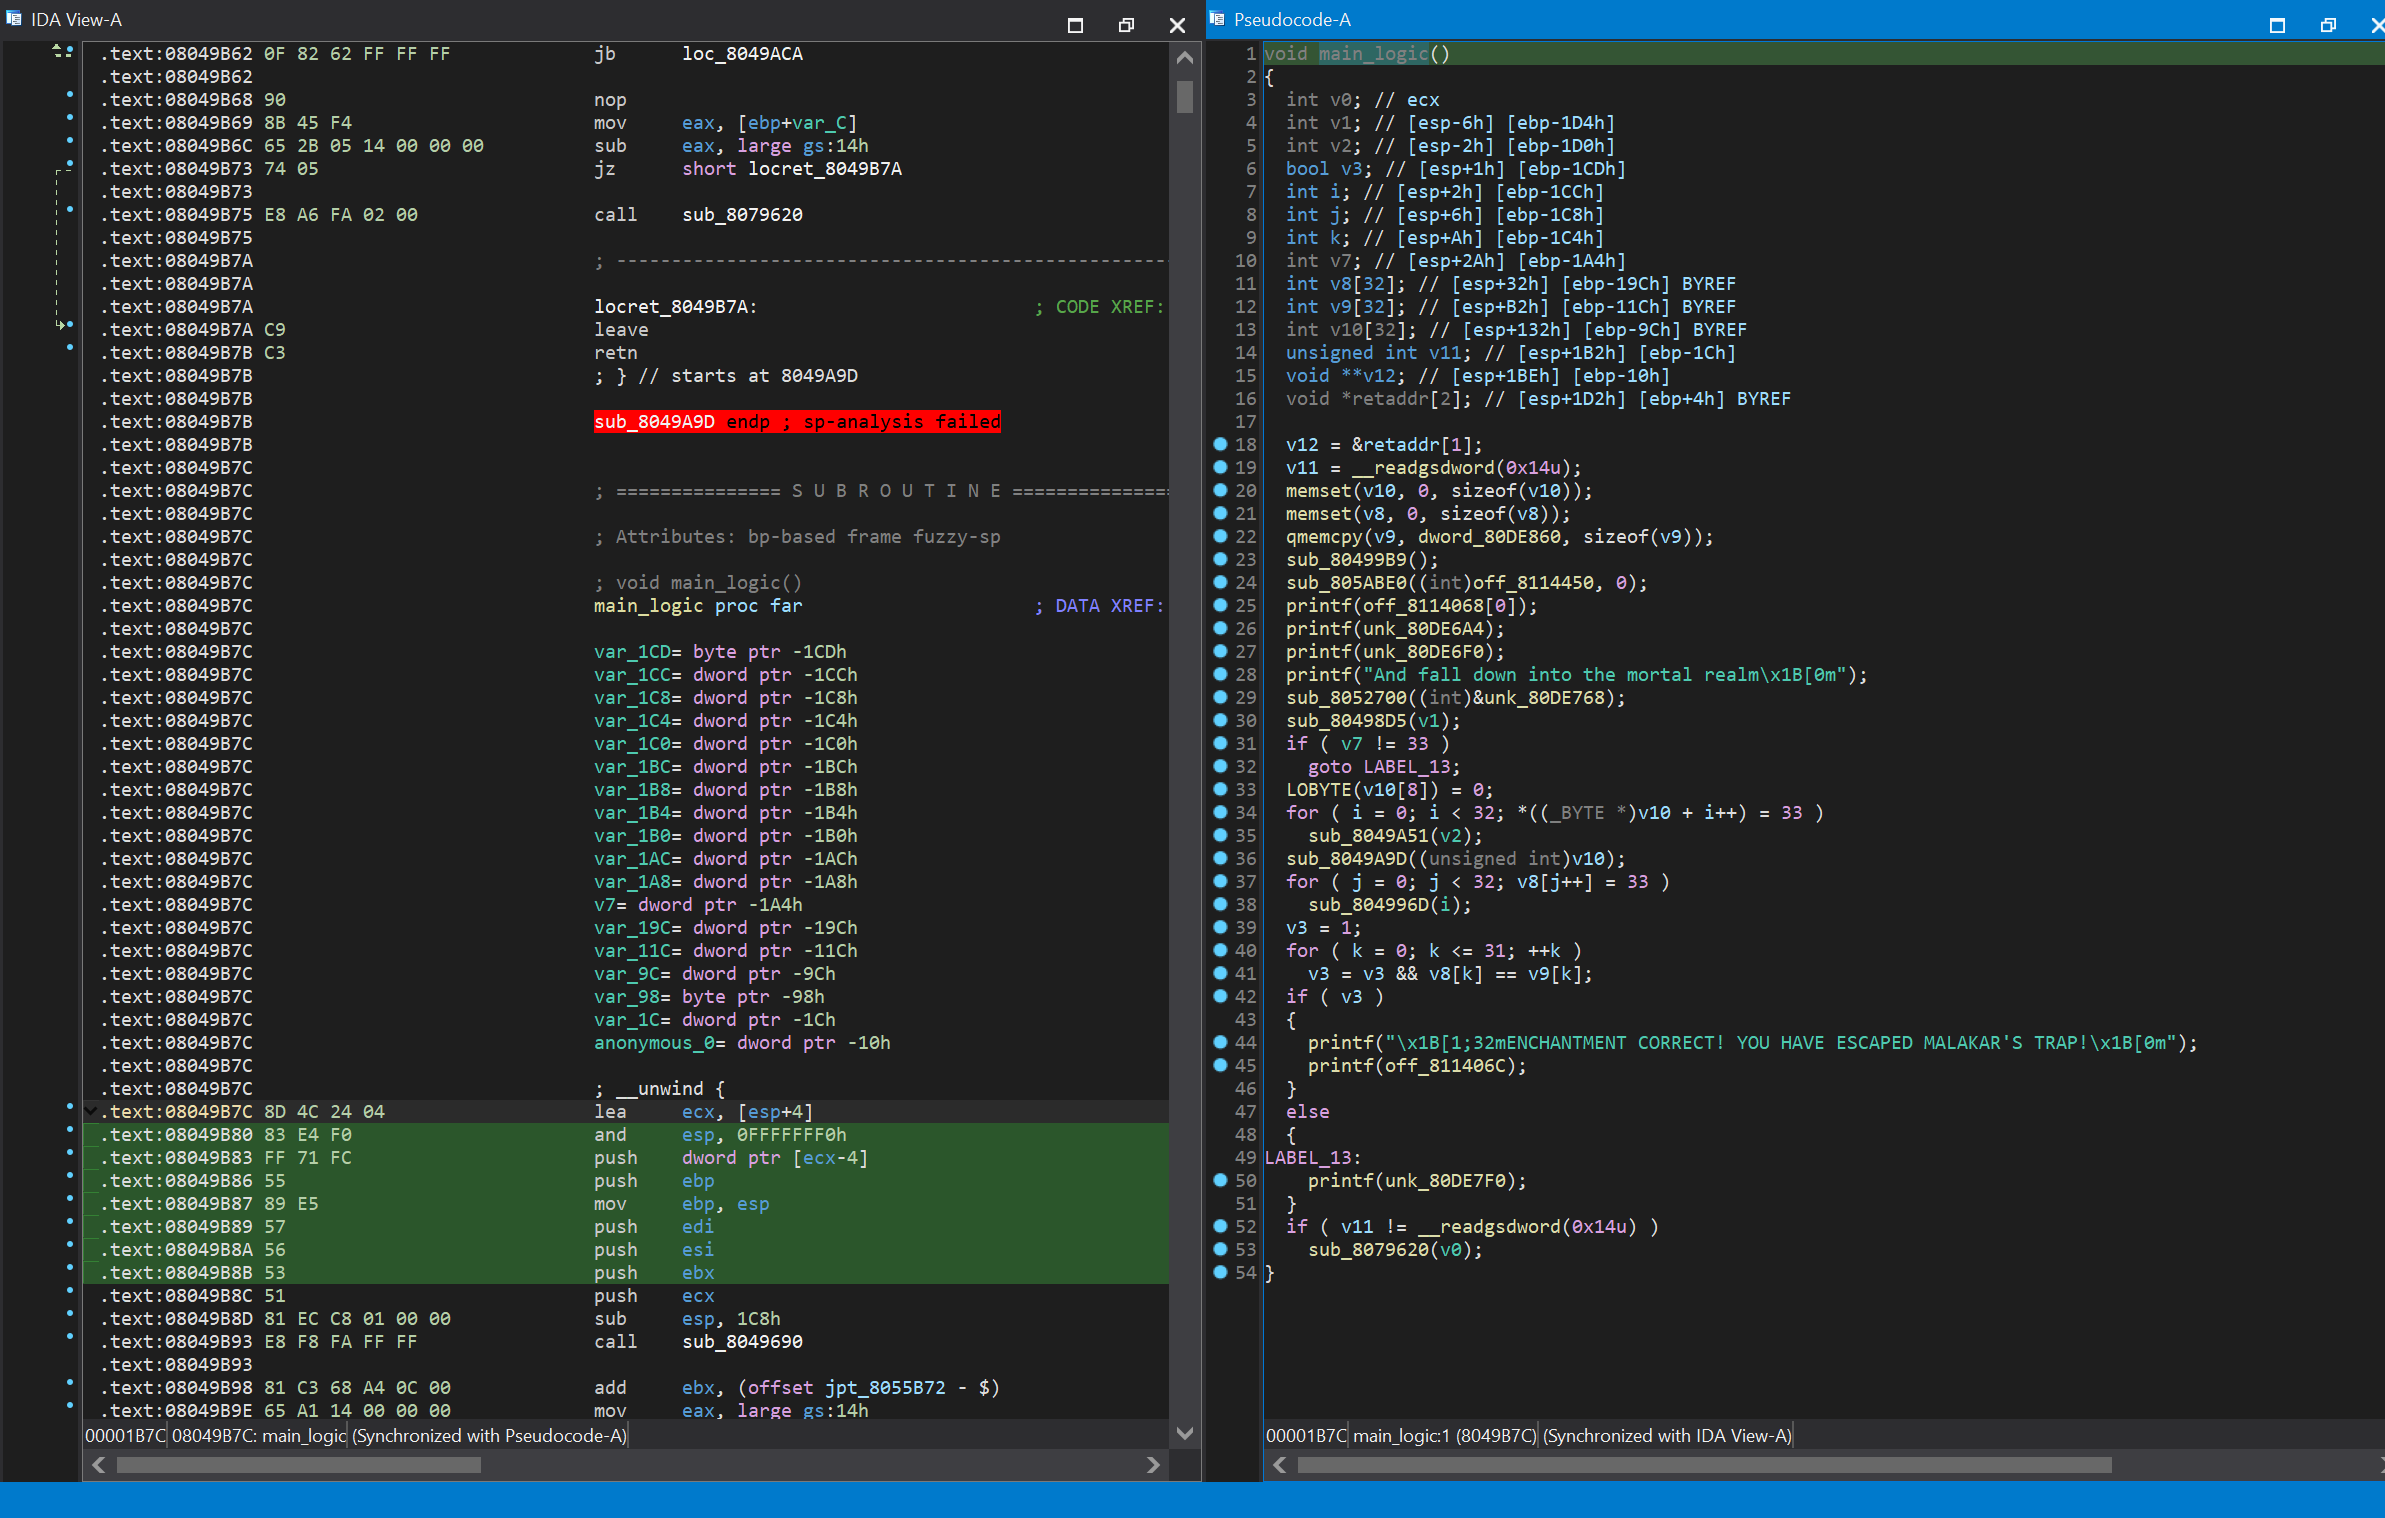 IDA View-A
.text:08049B62 0F 82 62 FF FF FF jb loc_8049ACA
.text:08049B62
.text:08049B68 90 nop
.text:08049B69 8B 45 F4 mov eax, [ebp+var_C]
.text:08049B6C 65 2B 05 14 00 00 00 sub eax, large gs:14h
.text:08049B73 74 05 jz short locret_8049B7A
.text:08049B73
.text:08049B75 E8 A6 FA 02 00 call sub_8079620
.text:08049B75
.text:08049B7A ; ---------------------------------------------------
.text:08049B7A
.text:08049B7A locret_8049B7A: ; CODE XREF:
.text:08049B7A C9 leave
.text:08049B7B C3 retn
.text:08049B7B ; } // starts at 8049A9D
.text:08049B7B
.text:08049B7B sub_8049A9D endp ; sp-analysis failed
.text:08049B7B
.text:08049B7C
.text:08049B7C ; =============== S U B R O U T I N E ===============
.text:08049B7C
.text:08049B7C ; Attributes: bp-based frame fuzzy-sp
.text:08049B7C
.text:08049B7C ; void main_logic()
.text:08049B7C main_logic proc far ; DATA XREF:
.text:08049B7C
.text:08049B7C var_1CD= byte ptr -1CDh
.text:08049B7C var_1CC= dword ptr -1CCh
.text:08049B7C var_1C8= dword ptr -1C8h
.text:08049B7C var_1C4= dword ptr -1C4h
.text:08049B7C var_1C0= dword ptr -1C0h
.text:08049B7C var_1BC= dword ptr -1BCh
.text:08049B7C var_1B8= dword ptr -1B8h
.text:08049B7C var_1B4= dword ptr -1B4h
.text:08049B7C var_1B0= dword ptr -1B0h
.text:08049B7C var_1AC= dword ptr -1ACh
.text:08049B7C var_1A8= dword ptr -1A8h
.text:08049B7C v7= dword ptr -1A4h
.text:08049B7C var_19C= dword ptr -19Ch
.text:08049B7C var_11C= dword ptr -11Ch
.text:08049B7C var_9C= dword ptr -9Ch
.text:08049B7C var_98= byte ptr -98h
.text:08049B7C var_1C= dword ptr -1Ch
.text:08049B7C anonymous_0= dword ptr -10h
.text:08049B7C
.text:08049B7C ; __unwind {
.text:08049B7C 8D 4C 24 04 lea ecx, [esp+4]
.text:08049B80 83 E4 F0 and esp, 0FFFFFFF0h
.text:08049B83 FF 71 FC push dword ptr [ecx-4]
.text:08049B86 55 push ebp
.text:08049B87 89 E5 mov ebp, esp
.text:08049B89 57 push edi
.text:08049B8A 56 push esi
.text:08049B8B 53 push ebx
.text:08049B8C 51 push ecx
.text:08049B8D 81 EC C8 01 00 00 sub esp, 1C8h
.text:08049B93 E8 F8 FA FF FF call sub_8049690
.text:08049B93
.text:08049B98 81 C3 68 A4 0C 00 add ebx, (offset jpt_8055B72 - $)
.text:08049B9E 65 A1 14 00 00 00 mov eax, large gs:14h
00001B7C 08049B7C: main_logic (Synchronized with Pseudocode-A)
Pseudocode-A
1 void main_logic()
2 {
3 int v0; // ecx
4 int v1; // [esp-6h] [ebp-1D4h]
5 int v2; // [esp-2h] [ebp-1D0h]
6 bool v3; // [esp+1h] [ebp-1CDh]
7 int i; // [esp+2h] [ebp-1CCh]
8 int j; // [esp+6h] [ebp-1C8h]
9 int k; // [esp+Ah] [ebp-1C4h]
10 int v7; // [esp+2Ah] [ebp-1A4h]
11 int v8[32]; // [esp+32h] [ebp-19Ch] BYREF
12 int v9[32]; // [esp+B2h] [ebp-11Ch] BYREF
13 int v10[32]; // [esp+132h] [ebp-9Ch] BYREF
14 unsigned int v11; // [esp+1B2h] [ebp-1Ch]
15 void **v12; // [esp+1BEh] [ebp-10h]
16 void *retaddr[2]; // [esp+1D2h] [ebp+4h] BYREF
17
18 v12 = &retaddr[1];
19 v11 = __readgsdword(0x14u);
20 memset(v10, 0, sizeof(v10));
21 memset(v8, 0, sizeof(v8));
22 qmemcpy(v9, dword_80DE860, sizeof(v9));
23 sub_80499B9();
24 sub_805ABE0((int)off_8114450, 0);
25 printf(off_8114068[0]);
26 printf(unk_80DE6A4);
27 printf(unk_80DE6F0);
28 printf("And fall down into the mortal realm\x1B[0m");
29 sub_8052700((int)&unk_80DE768);
30 sub_80498D5(v1);
31 if ( v7 != 33 )
32 goto LABEL_13;
33 LOBYTE(v10[8]) = 0;
34 for ( i = 0; i < 32; *((_BYTE *)v10 + i++) = 33 )
35 sub_8049A51(v2);
36 sub_8049A9D((unsigned int)v10);
37 for ( j = 0; j < 32; v8[j++] = 33 )
38 sub_804996D(i);
39 v3 = 1;
40 for ( k = 0; k <= 31; ++k )
41 v3 = v3 && v8[k] == v9[k];
42 if ( v3 )
43 {
44 printf("\x1B[1;32mENCHANTMENT CORRECT! YOU HAVE ESCAPED MALAKAR'S TRAP!\x1B[0m");
45 printf(off_811406C);
46 }
47 else
48 {
49 LABEL_13:
50 printf(unk_80DE7F0);
51 }
52 if ( v11 != __readgsdword(0x14u) )
53 sub_8079620(v0);
54 }
00001B7C main_logic:1 (8049B7C) (Synchronized with IDA View-A)